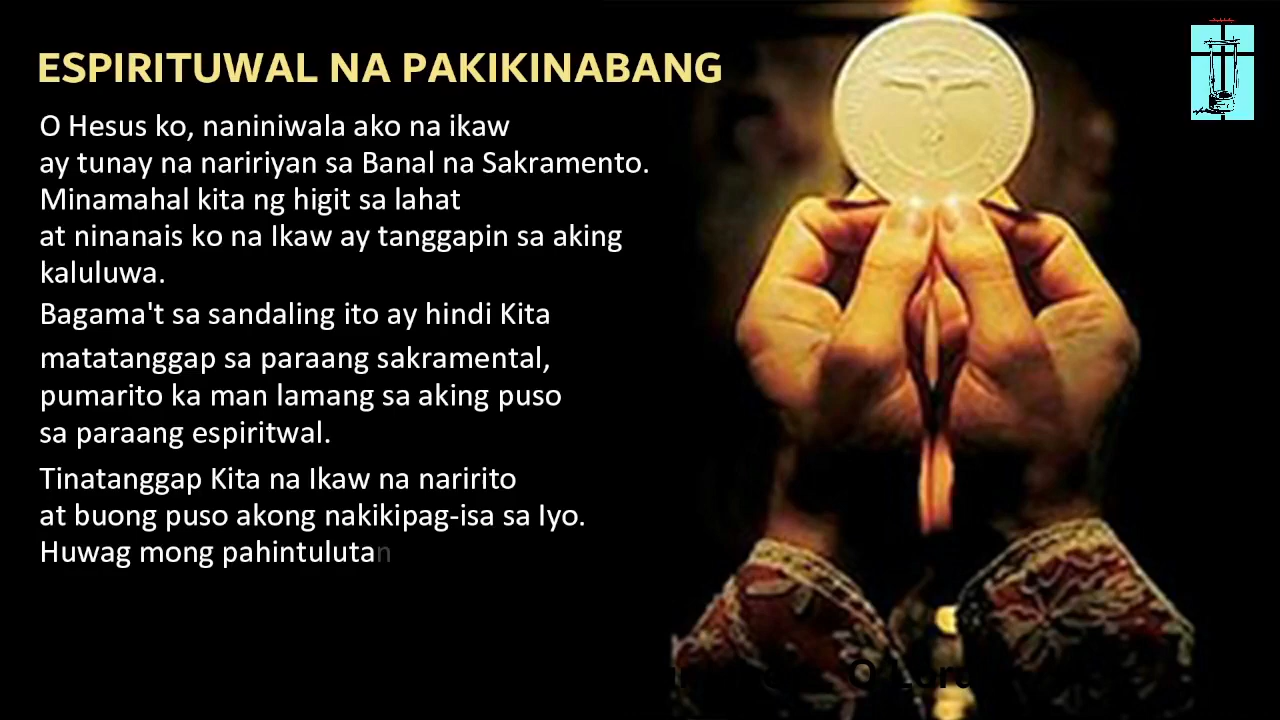 ESPIRITUWAL NA PAKIKINABANG
O Hesus ko, naniniwala ako na ikaw
ay tunay na naririyan sa Banal na Sakramento.
Minamahal kita ng higit sa lahat
at ninanais ko na Ikaw ay tanggapin sa aking
kaluluwa.
Bagama't sa sandaling ito ay hindi Kita
matatanggap sa paraang sakramental,
pumarito ka man lamang sa aking puso
sa paraang espiritwal.
Tinatanggap Kita na Ikaw na naririto
at buong puso akong nakikipag-isa sa Iyo.
Huwag mong pahintulutan